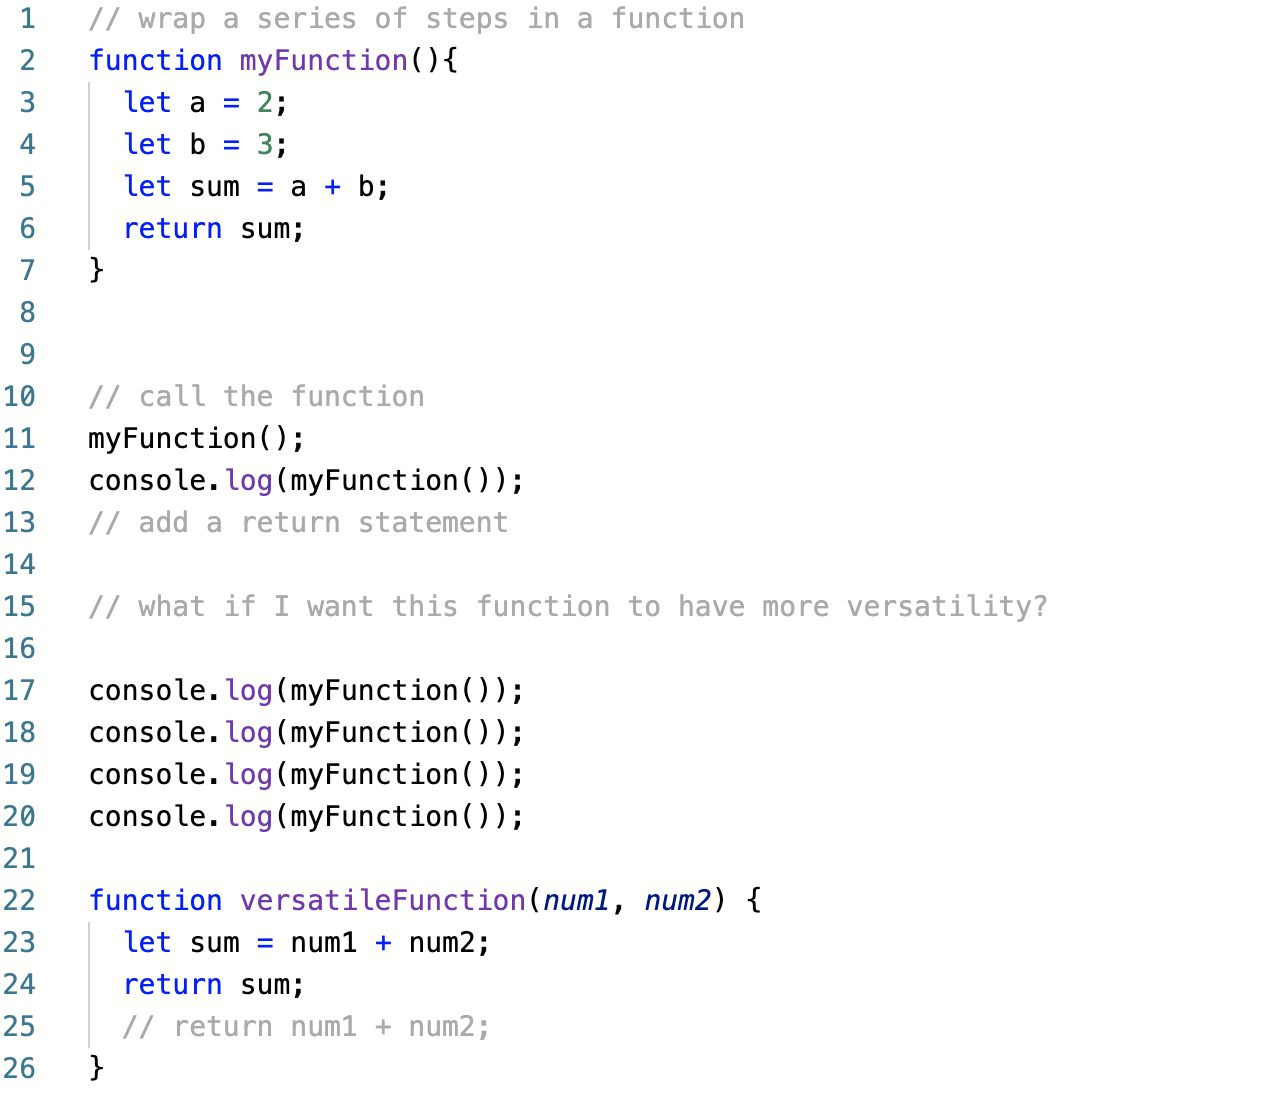 1 // wrap a series of steps in a function
2 function myFunction(){
3 let a = 2;
4 let b = 3;
5 let sum = a + b;
6 return sum;
7 }
8
9
10 // call the function
11 myFunction();
12 console.log(myFunction());
13 // add a return statement
14
15 // what if I want this function to have more versatility?
16
17 console.log(myFunction());
18 console.log(myFunction());
19 console.log(myFunction());
20 console.log(myFunction());
21
22 function versatileFunction(num1, num2) {
23 let sum = num1 + num2;
24 return sum;
25 // return num1 + num2;
26 }